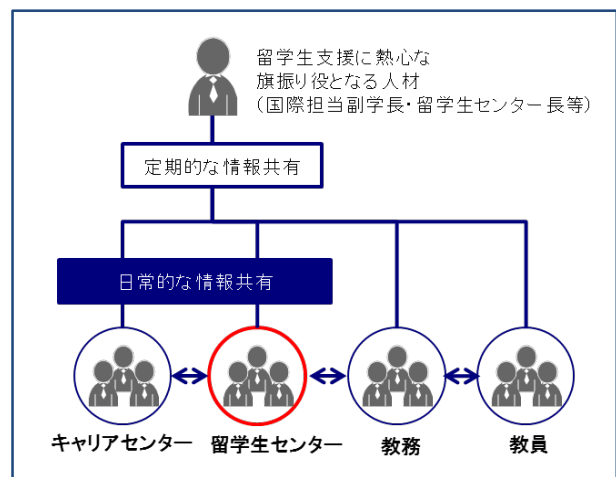 留学生支援に熱心な
旗振り役となる人材
（国際担当副学長・留学生センター長等）
定期的な情報共有
日常的な情報共有
キャリアセンター
留学生センター
教務
教員